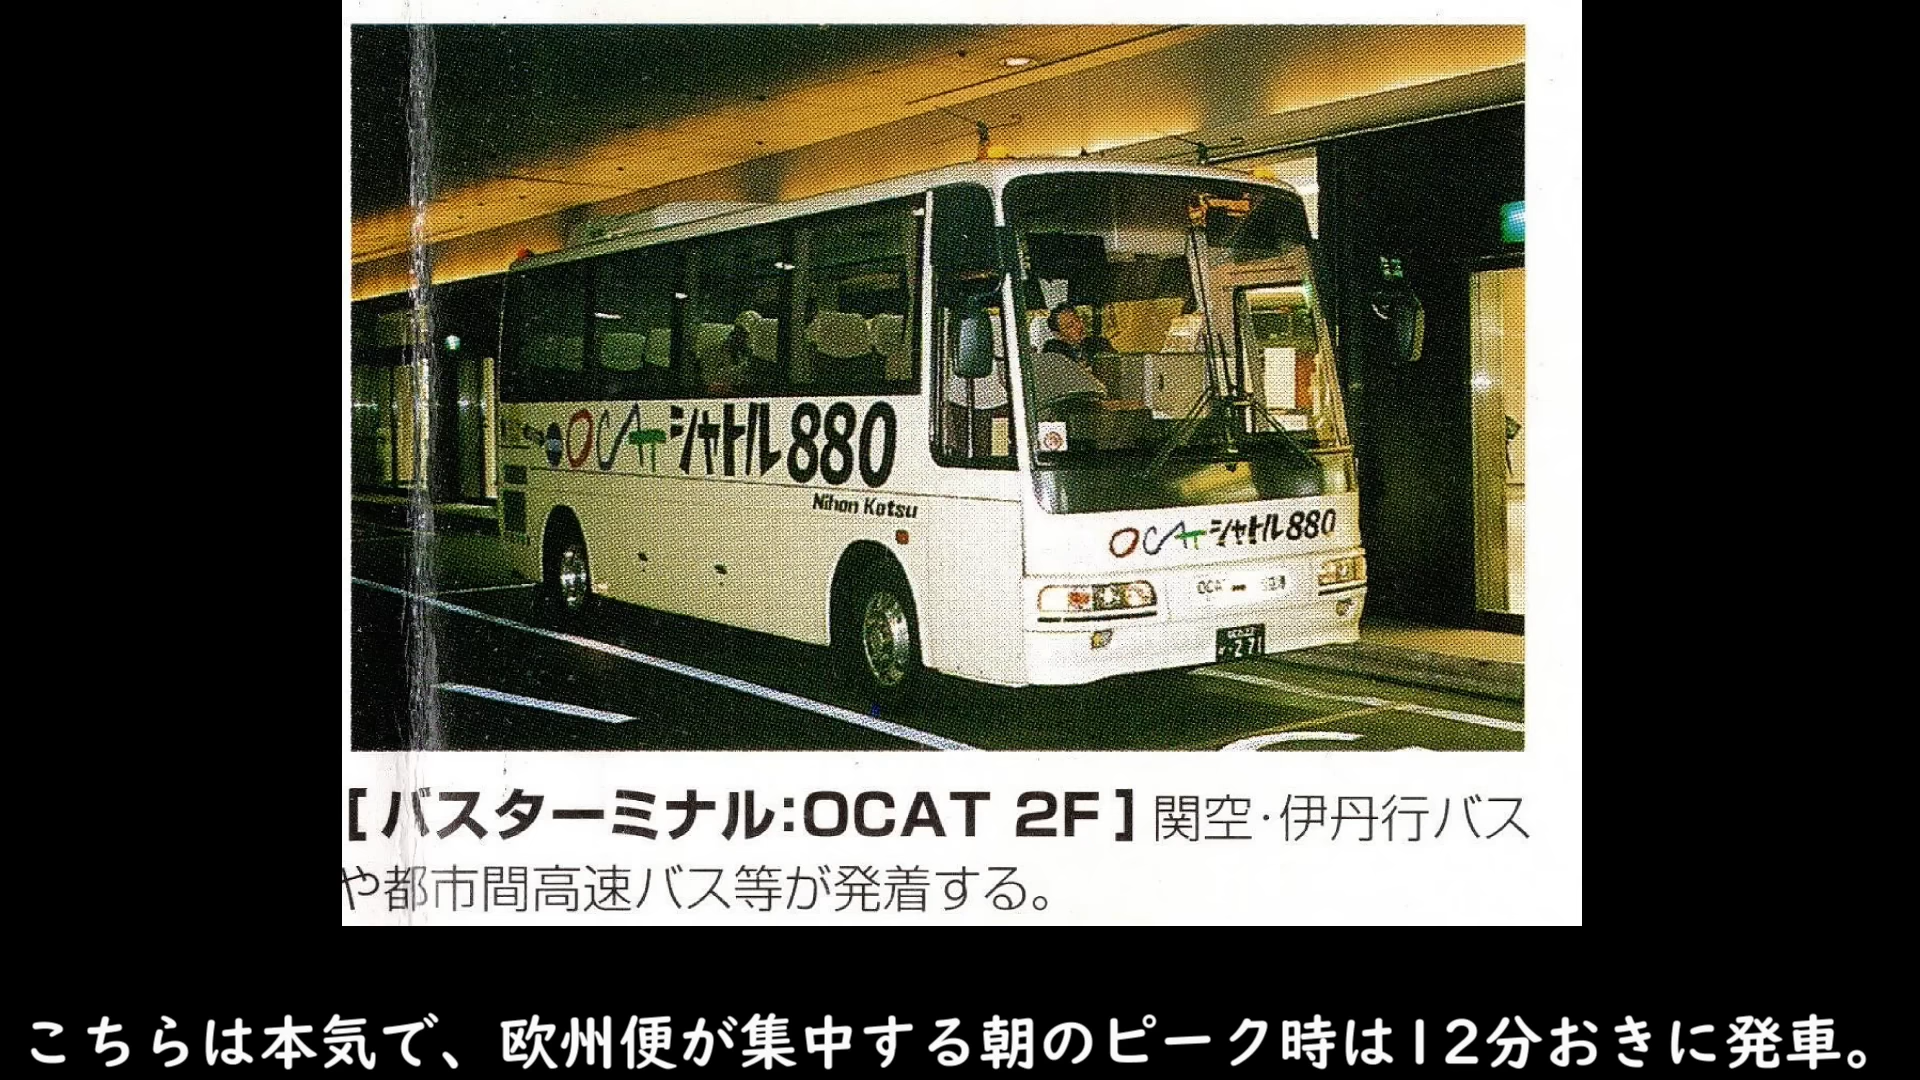 OCATシャトル880
Nihon Kotsu
OCATシャトル880
・271
[バスターミナル:OCAT 2F] 関空・伊丹行バス
や都市間高速バス等が発着する。
こちらは本気で、欧州便が集中する朝のピーク時は12分おきに発車。